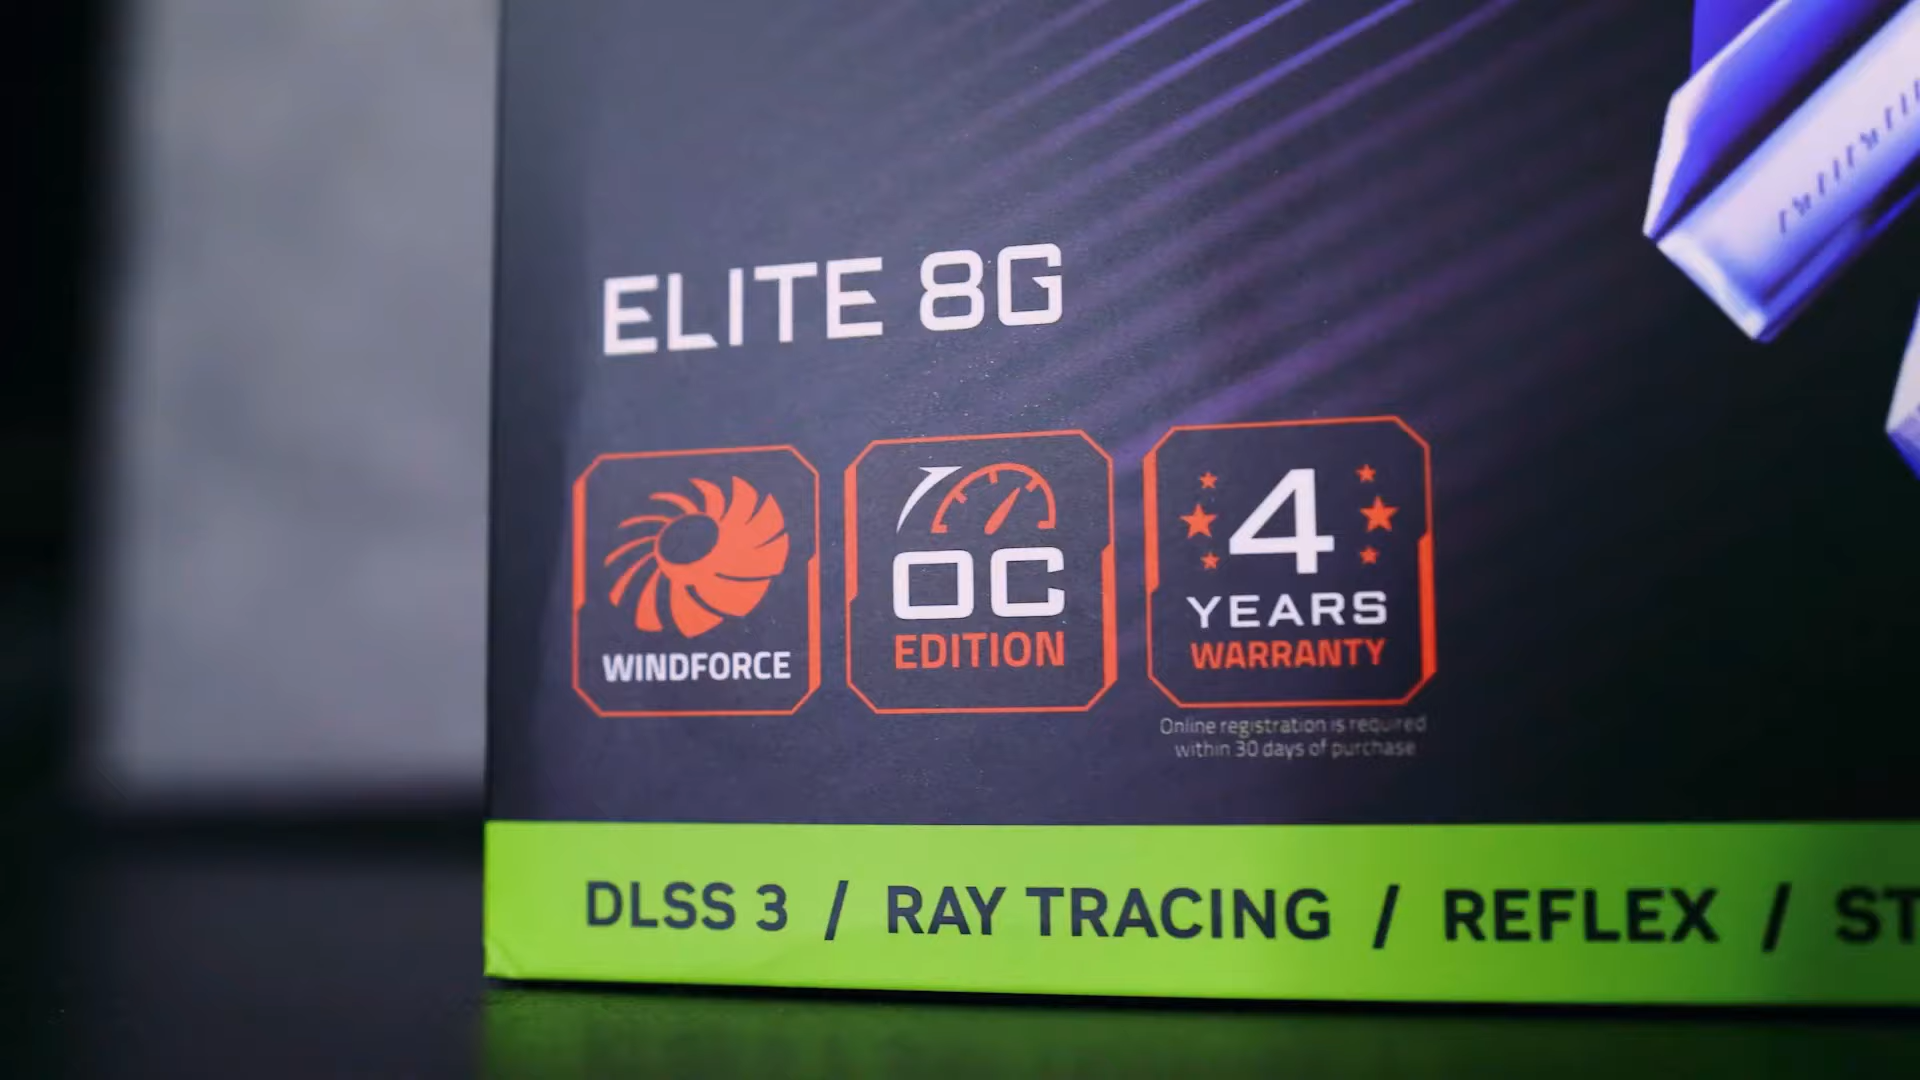 ELITE 8G
WINDFORCE
OC
EDITION
4
YEARS
WARRANTY
Online registration is required
within 30 days of purchase
DLSS 3 / RAY TRACING / REFLEX / ST